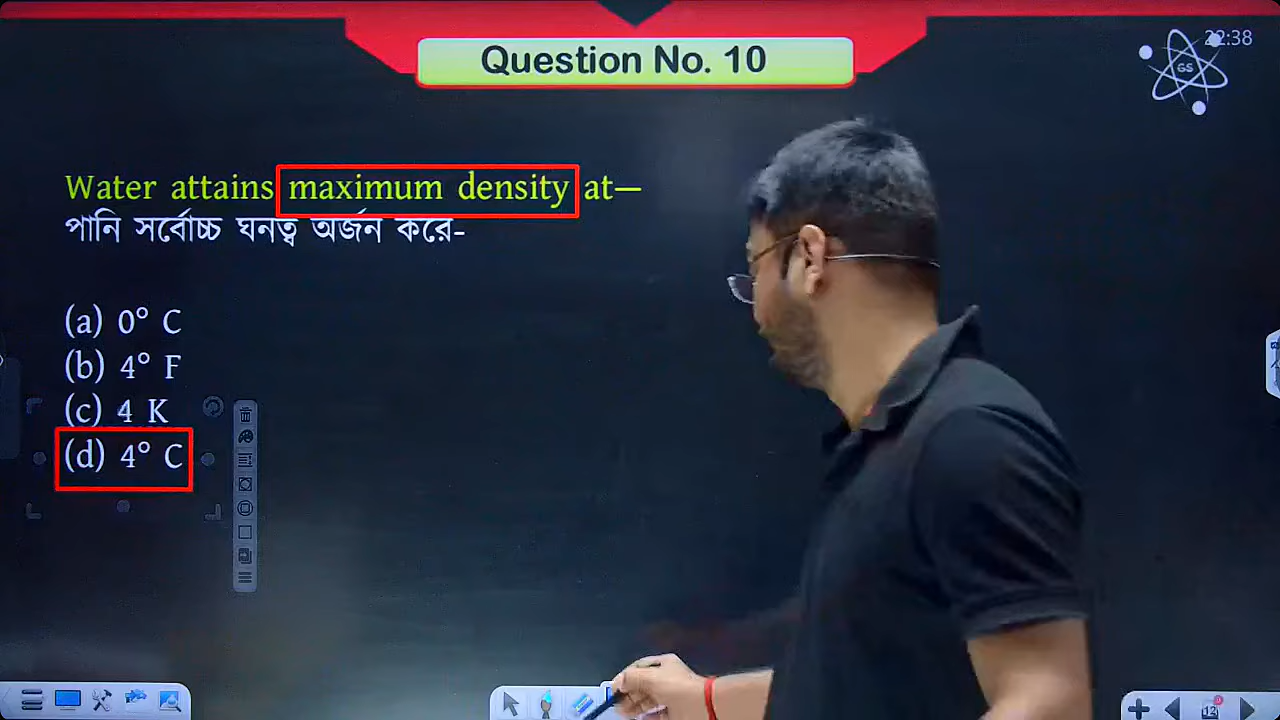 Question No. 10
22:38
GS
Water attains maximum density at—
পানি সর্বোচ্চ ঘনত্ব অর্জন করে-
(a) 0° C
(b) 4° F
(c) 4 K
(d) 4° C
12